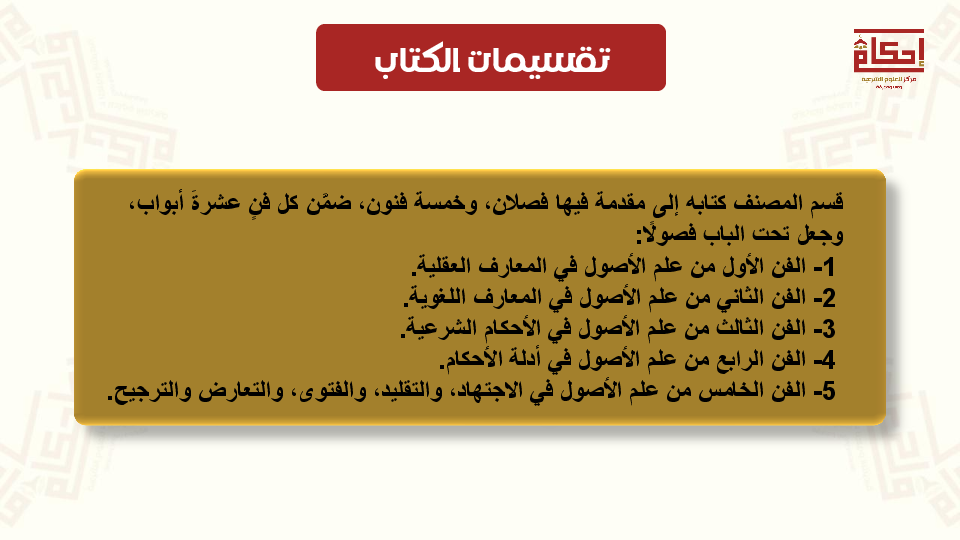 تقسيمات الكتاب
إحكام
مركز للعلوم الشرعية
قسم المصنف كتابه إلى مقدمة فيها فصلان، وخمسة فنون، ضمَّن كل فنٍ عشرةَ أبواب،
وجعل تحت الباب فصولًا:
1- الفن الأول من علم الأصول في المعارف العقلية.
2- الفن الثاني من علم الأصول في المعارف اللغوية.
3- الفن الثالث من علم الأصول في الأحكام الشرعية.
4- الفن الرابع من علم الأصول في أدلة الأحكام.
5- الفن الخامس من علم الأصول في الاجتهاد، والتقليد، والفتوى، والتعارض والترجيح.